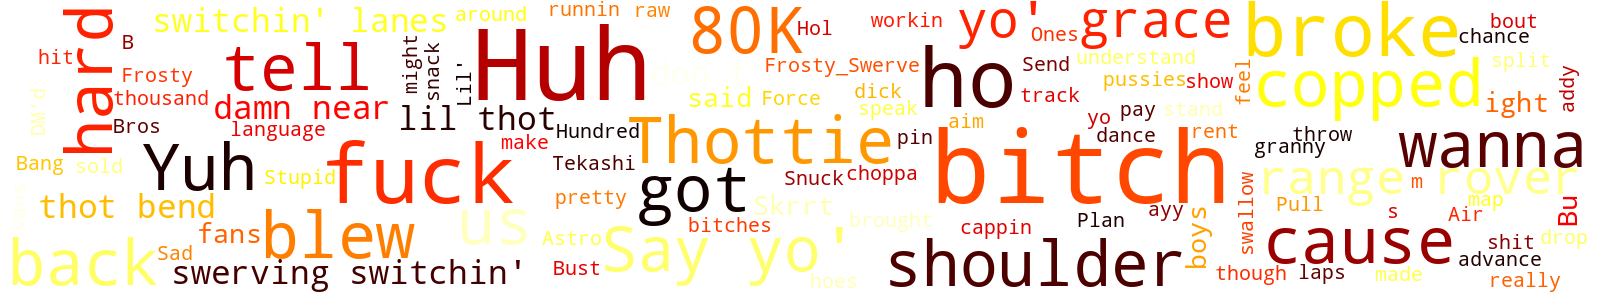 switchin' lanes
around
runnin
raw
80K
Hol
workin
yo' grace
Ones
broke
bout
chance
hard
B
hit
tell
might
snack
Lil'
Huh
Frosty_Swerve
ho
Send
understand
pussies
show
feel
copped
split
addy
Frosty
thousand
damn near
said
Force
dick
speak
track
ight
DM'd
Bros
language
lil thot
Hundred
make
Thottie
pin
aim
yo
pay
stand
dance
rent
throw
granny
wanna
Bang
sold
Yuh
Stupid
fuck
Tekashi
got
Snuck
choppa
bitch
range rover
m
thot bend
pretty
bitches
Skrrt
brought
cappin
Plan
ayy
boys
swallow
Pull
s
Air
map
Bu
fans
blew
us
Astro
Say yo'
back
Sad
swerving switchin'
Bust
hoes
shoulder
though
laps
cause
made
shit
advance
drop
really